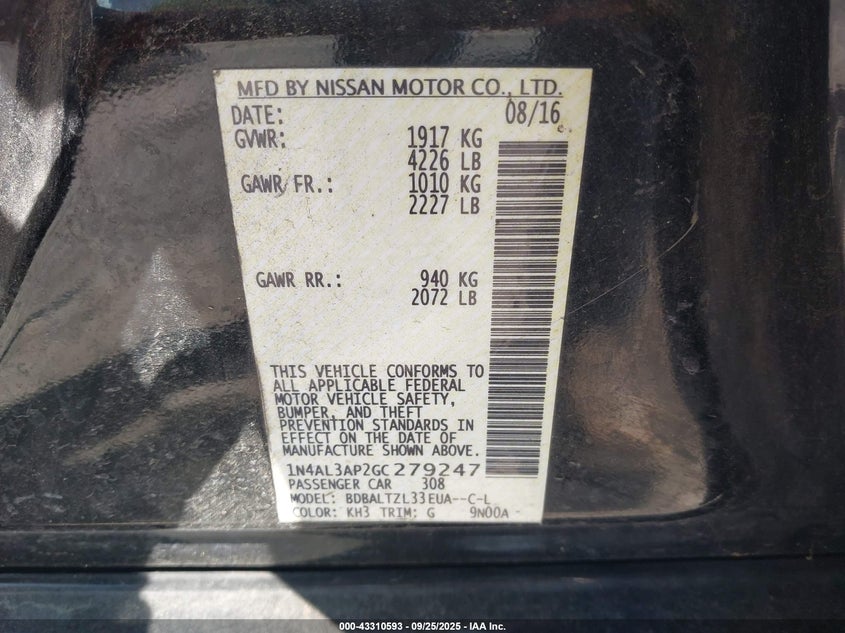 MFD BY NISSAN MOTOR CO., LTD.
DATE: 08/16
GVWR: 1917 KG
4226 LB
GAWR FR.: 1010 KG
2227 LB
GAWR RR.: 940 KG
2072 LB
THIS VEHICLE CONFORMS TO
ALL APPLICABLE FEDERAL
MOTOR VEHICLE SAFETY,
BUMPER, AND THEFT
PREVENTION STANDARDS IN
EFFECT ON THE DATE OF
MANUFACTURE SHOWN ABOVE.
1N4AL3AP2GC279247
PASSENGER CAR 308
MODEL: BDBALTZL33EUA--C-L
COLOR: KH3 TRIM: G 9N00A
000-43310593 - 09/25/2025 - IAA Inc.